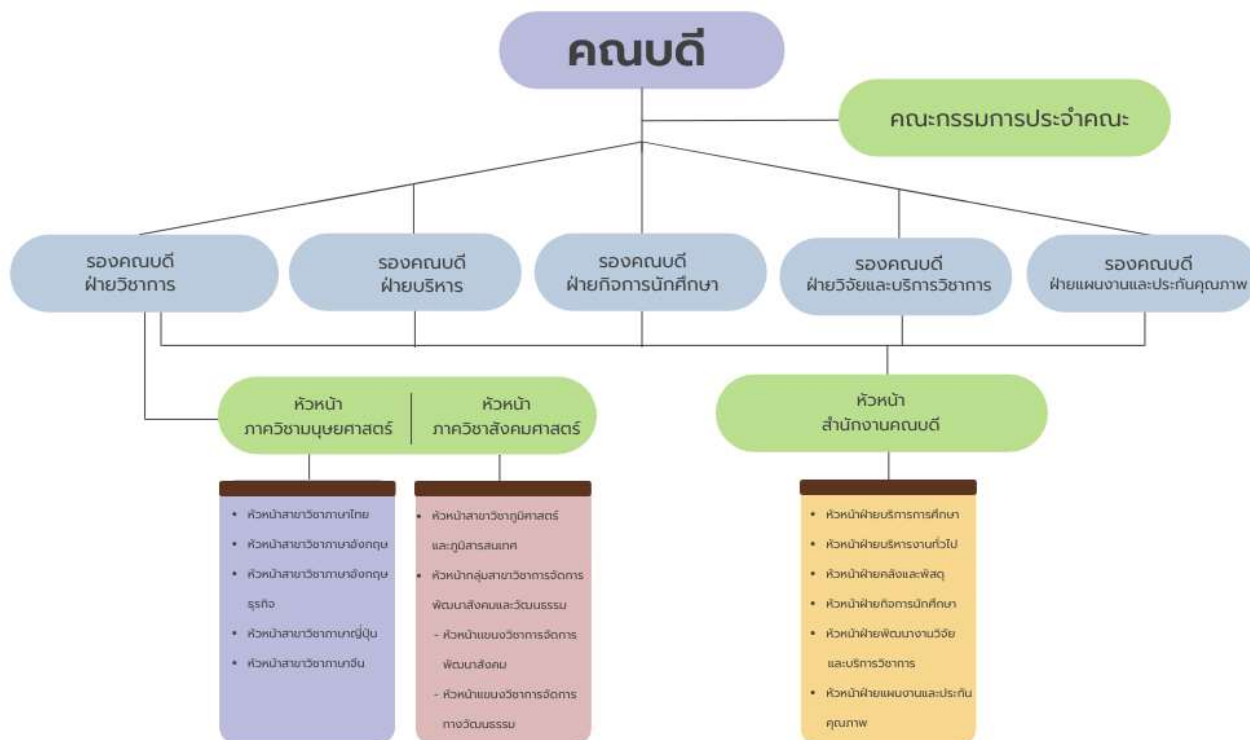 คณบดี
คณะกรรมการประจำคณะ
รองคณบดี
ฝ่ายวิชาการ
รองคณบดี
ฝ่ายบริหาร
รองคณบดี
ฝ่ายกิจการนักศึกษา
รองคณบดี
ฝ่ายวิจัยและบริการวิชาการ
รองคณบดี
ฝ่ายแผนงานและประกันคุณภาพ
หัวหน้า
ภาควิชามนุษยศาสตร์
หัวหน้า
ภาควิชาสังคมศาสตร์
หัวหน้า
สำนักงานคณบดี
• หัวหน้าสาขาวิชาภาษาไทย
• หัวหน้าสาขาวิชาภาษาอังกฤษ
• หัวหน้าสาขาวิชาภาษาอังกฤษ
ธุรกิจ
• หัวหน้าสาขาวิชาภาษาญี่ปุ่น
• หัวหน้าสาขาวิชาภาษาจีน
• หัวหน้าสาขาวิชาภูมิศาสตร์
และภูมิสารสนเทศ
• หัวหน้ากลุ่มสาขาวิชาการจัดการ
พัฒนาสังคมและวัฒนธรรม
- หัวหน้าแขนงวิชาการจัดการ
พัฒนาสังคม
- หัวหน้าแขนงวิชาการจัดการ
ทางวัฒนธรรม
• หัวหน้าฝ่ายบริการการศึกษา
• หัวหน้าฝ่ายบริหารงานทั่วไป
• หัวหน้าฝ่ายคลังและพัสดุ
• หัวหน้าฝ่ายกิจการนักศึกษา
• หัวหน้าฝ่ายพัฒนางานวิจัย
และบริการวิชาการ
• หัวหน้าฝ่ายแผนงานและประกัน
คุณภาพ